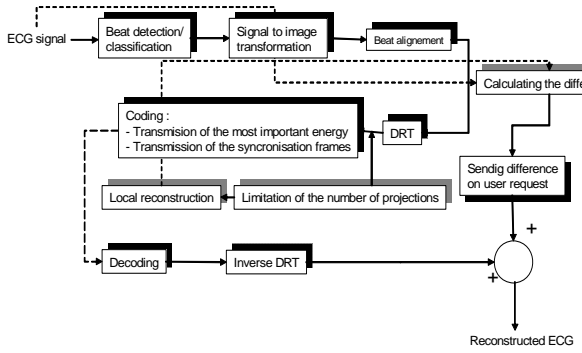 ECG signal
Beat detection/
classification
Signal to image
transformation
Beat alignement
Calculating the diffe
Coding :
- Transmision of the most important energy
- Transmission of the syncronisation frames
DRT
Sendig difference
on user request
Local reconstruction
Limitation of the number of projections
+
Decoding
Inverse DRT
+
Reconstructed ECG